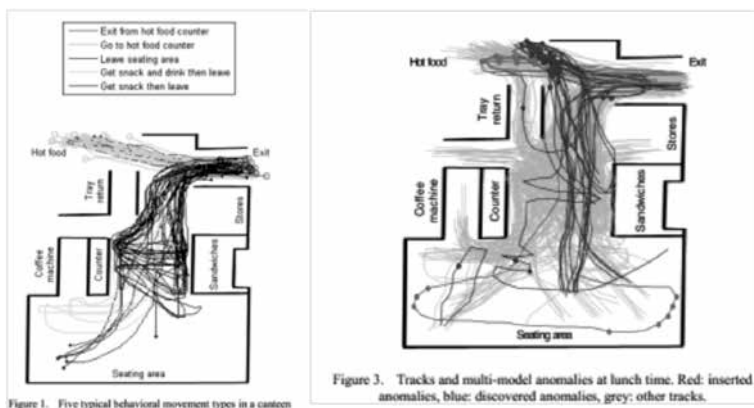 Exit from hot food counter
Go to hot food counter
Leave seating area
Get snack and drink then leave
Get snack then leave
Hot food
Exit
Tray return
Stores
Coffee machine
Counter
Sandwiches
Seating area
Figure 1. Five typical behavioral movement types in a canteen
Hot food
Exit
Tray return
Stores
Coffee machine
Counter
Sandwiches
Seating area
Figure 3. Tracks and multi-model anomalies at lunch time. Red: inserted
anomalies, blue: discovered anomalies, grey: other tracks.